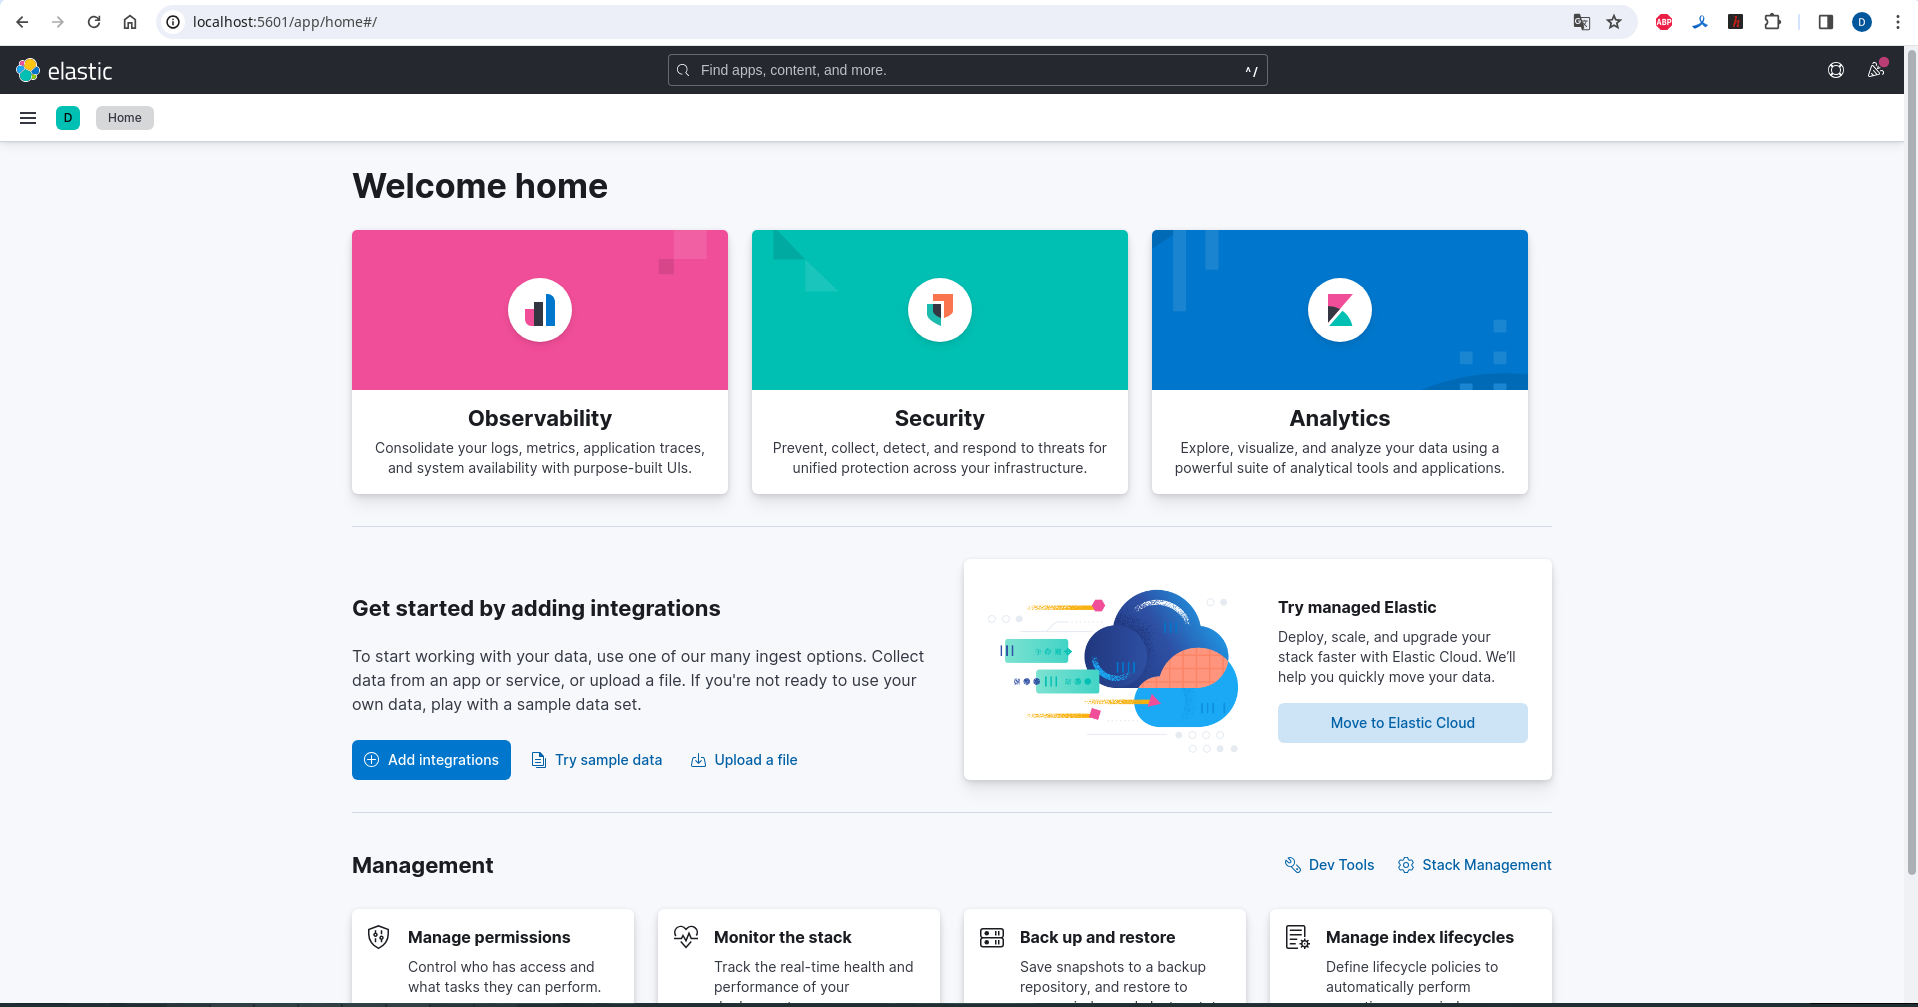 localhost:5601/app/home#/
ABP
D
elastic
Find apps, content, and more.
^ /
D
Home
Welcome home
Observability
Consolidate your logs, metrics, application traces,
and system availability with purpose-built UIs.
Security
Prevent, collect, detect, and respond to threats for
unified protection across your infrastructure.
Analytics
Explore, visualize, and analyze your data using a
powerful suite of analytical tools and applications.
Get started by adding integrations
To start working with your data, use one of our many ingest options. Collect
data from an app or service, or upload a file. If you're not ready to use your
own data, play with a sample data set.
Add integrations
Try sample data
Upload a file
Try managed Elastic
Deploy, scale, and upgrade your
stack faster with Elastic Cloud. We’ll
help you quickly move your data.
Move to Elastic Cloud
Management
Dev Tools
Stack Management
Manage permissions
Control who has access and
what tasks they can perform.
Monitor the stack
Track the real-time health and
performance of your
Back up and restore
Save snapshots to a backup
repository, and restore to
Manage index lifecycles
Define lifecycle policies to
automatically perform